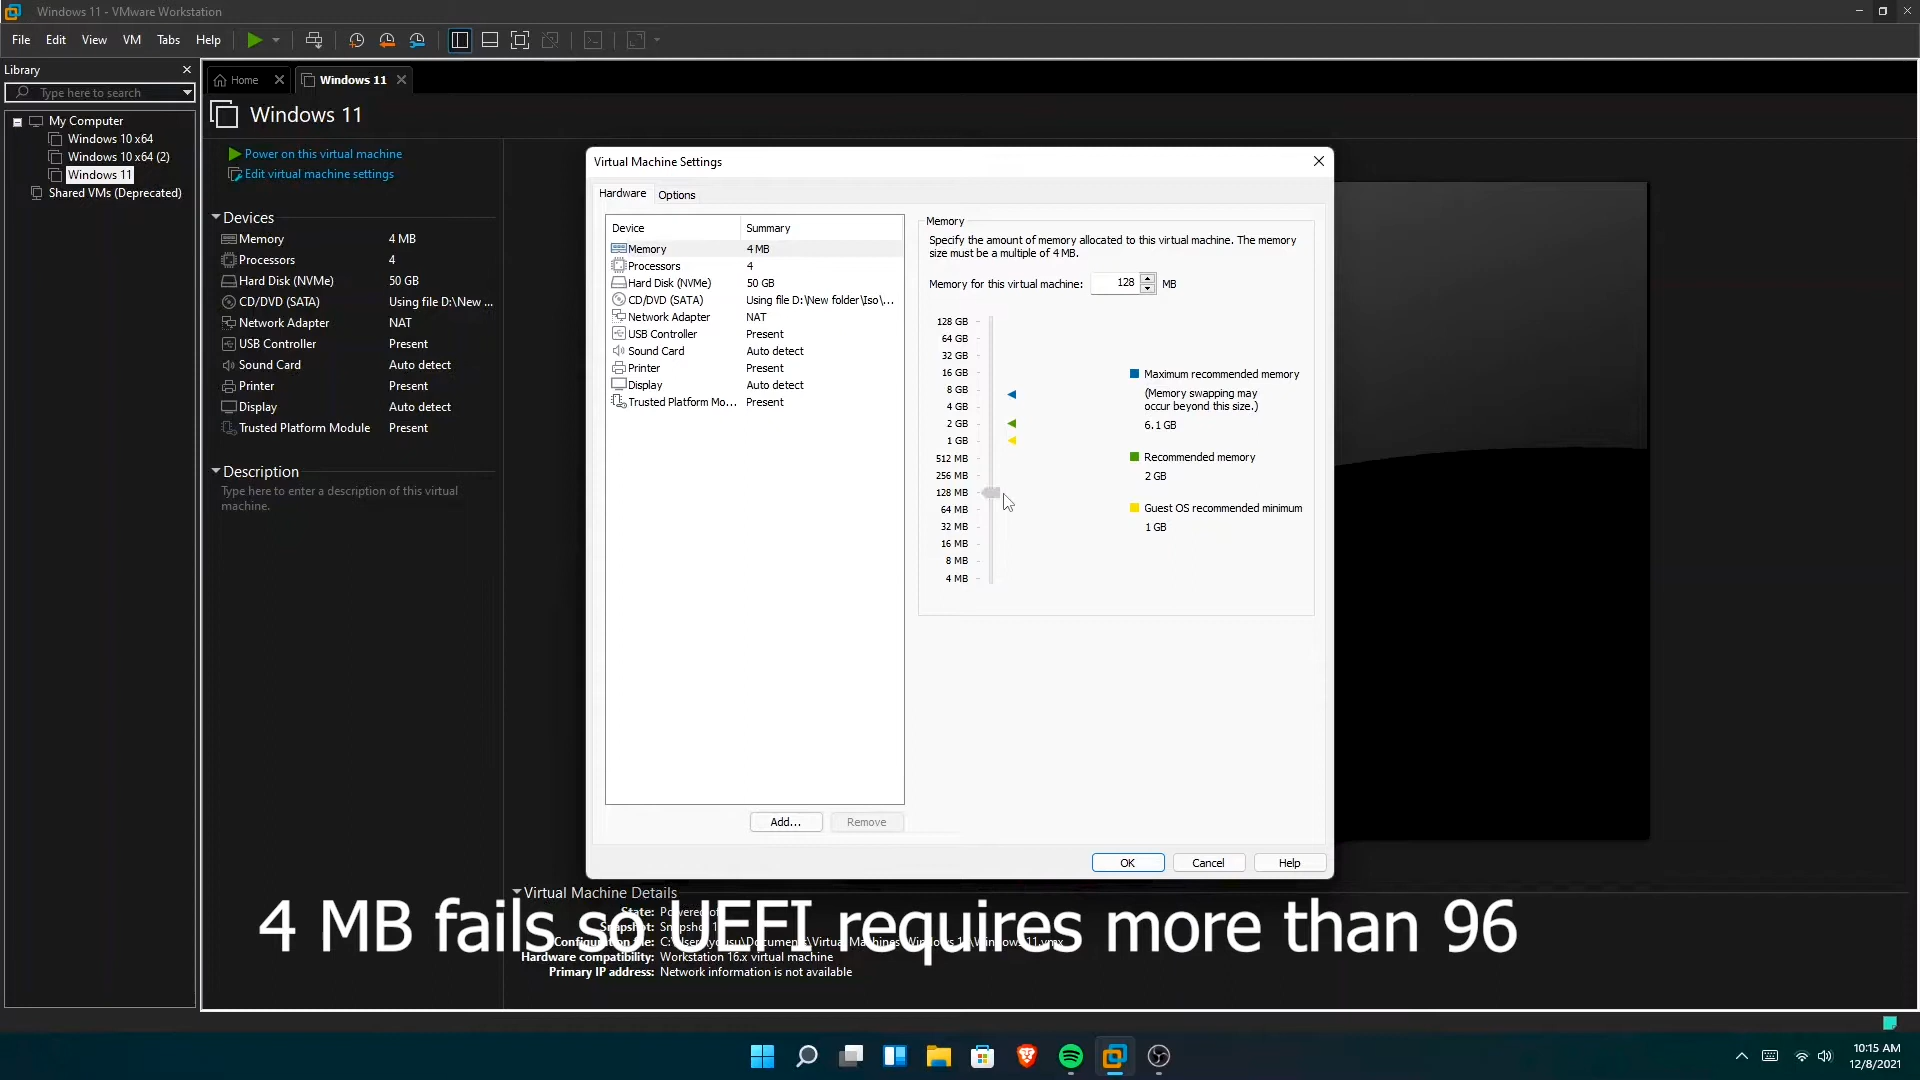 Windows 11 - VMware Workstation
File Edit View VM Tabs Help
Library
Type here to search
My Computer
Windows 10 x64
Windows 10 x64 (2)
Windows 11
Shared VMs (Deprecated)
Home
Windows 11
Windows 11
Power on this virtual machine
Edit virtual machine settings
Devices
Memory 4 MB
Processors 4
Hard Disk (NVMe) 50 GB
CD/DVD (SATA) Using file D:\New ...
Network Adapter NAT
USB Controller Present
Sound Card Auto detect
Printer Present
Display Auto detect
Trusted Platform Module Present
Description
Type here to enter a description of this virtual
machine.
Virtual Machine Settings
Hardware Options
Device Summary
Memory 4 MB
Processors 4
Hard Disk (NVMe) 50 GB
CD/DVD (SATA) Using file D:\New folder\Iso\...
Network Adapter NAT
USB Controller Present
Sound Card Auto detect
Printer Present
Display Auto detect
Trusted Platform Mo... Present
Add... Remove
Memory
Specify the amount of memory allocated to this virtual machine. The memory
size must be a multiple of 4 MB.
Memory for this virtual machine: 128 MB
128 GB
64 GB
32 GB
16 GB
8 GB
4 GB
2 GB
1 GB
512 MB
256 MB
128 MB
64 MB
32 MB
16 MB
8 MB
4 MB
Maximum recommended memory
(Memory swapping may
occur beyond this size.)
6.1 GB
Recommended memory
2 GB
Guest OS recommended minimum
1 GB
OK Cancel Help
Virtual Machine Details
State: Powered off
Snapshot: Snapshot 1
Configuration file:
Hardware compatibility: Workstation 16.x virtual machine
Primary IP address: Network information is not available
4 MB fails so UEFI requires more than 96
10:15 AM
12/8/2021